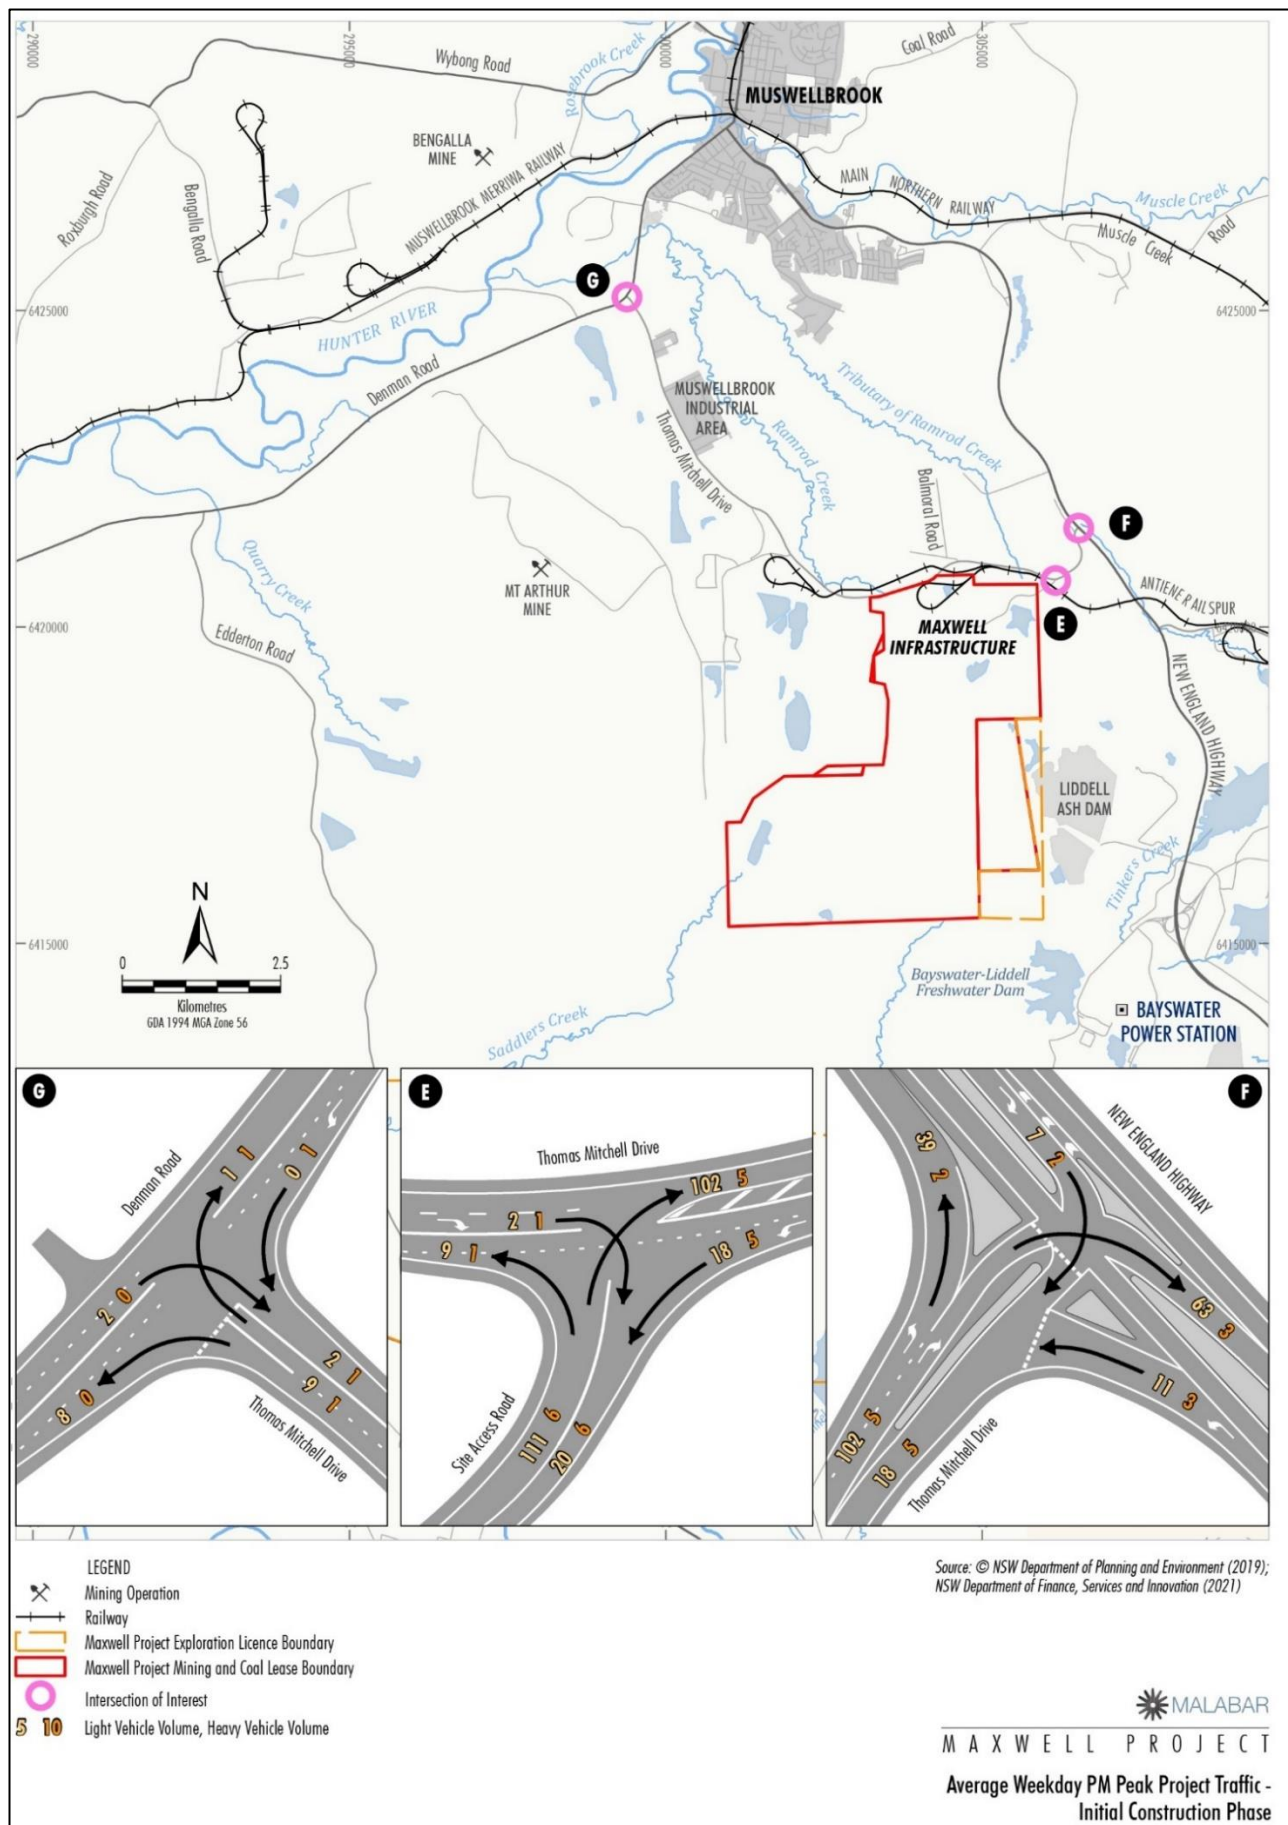 290000
295000
300000
305000
Wybong Road
Rosebrook Creek
Coal Road
MUSWELLBROOK
BENGALLA
MINE
MUSWELLBROOK MERRIWA RAILWAY
MAIN NORTHERN RAILWAY
Muscle Creek
Muscle Creek Road
Roxburgh Road
Bengalla Road
G
6425000
6425000
HUNTER RIVER
Denman Road
MUSWELLBROOK
INDUSTRIAL
AREA
Thomas Mitchell Drive
Ramrod Creek
Tributary of Ramrod Creek
Balmoral Road
F
Quarry Creek
MT ARTHUR
MINE
ANTIENE RAIL SPUR
E
6420000
6420000
Edderton Road
MAXWELL
INFRASTRUCTURE
NEW ENGLAND HIGHWAY
LIDDELL
ASH DAM
Tinkers Creek
N
0 2.5
Kilometres
GDA 1994 MGA Zone 56
6415000
6415000
Bayswater-Liddell
Freshwater Dam
Saddlers Creek
BAYSWATER
POWER STATION
G
Denman Road
1 1
0 1
2 0
8 0
2 1
9 1
Thomas Mitchell Drive
E
Thomas Mitchell Drive
102 5
2 1
9 1
18 5
Site Access Road
111 6
20 6
F
NEW ENGLAND HIGHWAY
39 2
7 2
63 3
11 3
102 5
18 5
Thomas Mitchell Drive
LEGEND
Mining Operation
Railway
Maxwell Project Exploration Licence Boundary
Maxwell Project Mining and Coal Lease Boundary
Intersection of Interest
5 10 Light Vehicle Volume, Heavy Vehicle Volume
Source: © NSW Department of Planning and Environment (2019);
NSW Department of Finance, Services and Innovation (2021)
MALABAR
MAXWELL PROJECT
Average Weekday PM Peak Project Traffic -
Initial Construction Phase